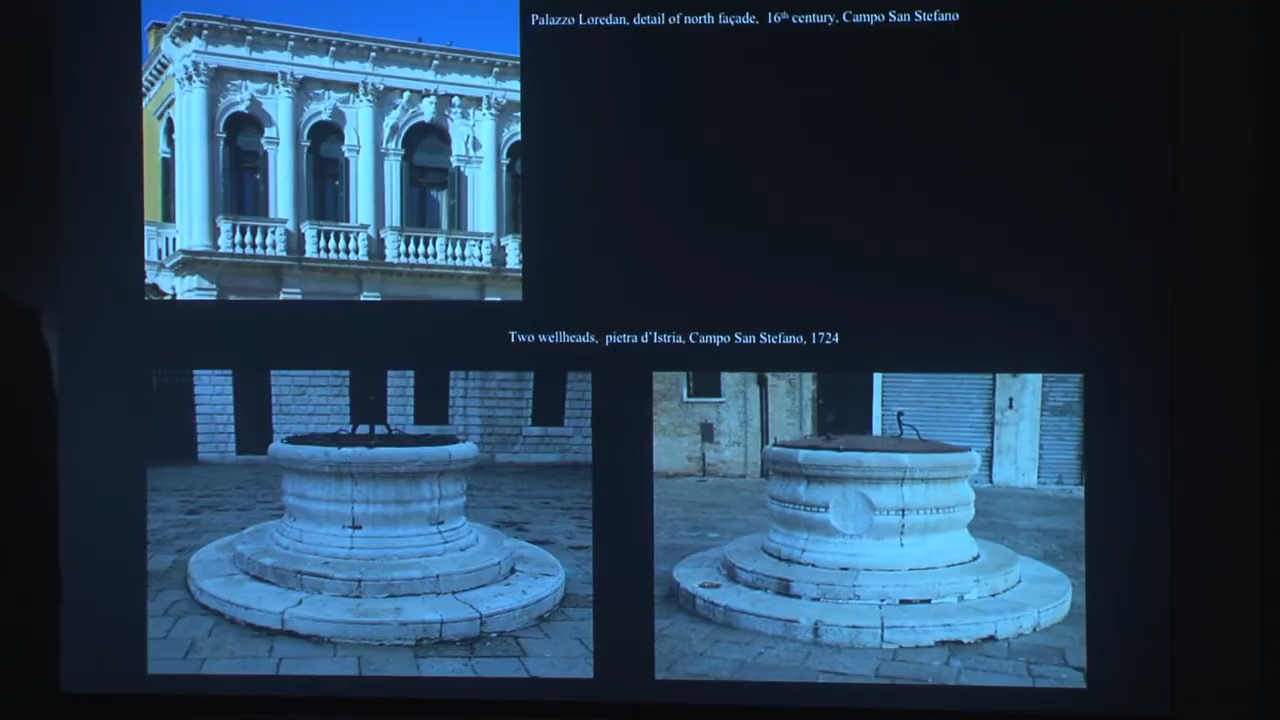 Palazzo Loredan, detail of north façade, 16th century, Campo San Stefano
Two wellheads, pietra d'Istria, Campo San Stefano, 1724